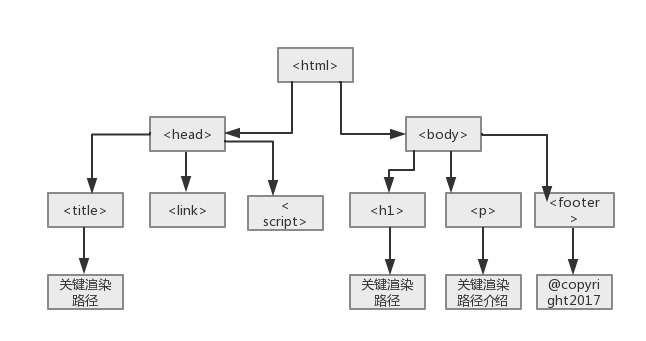 <html>
<head>
<body>
<title>
<link>
<
script>
<h1>
<p>
<footer
>
关键渲染
路径
关键渲染
路径
关键渲染
路径介绍
@copyri
ght2017